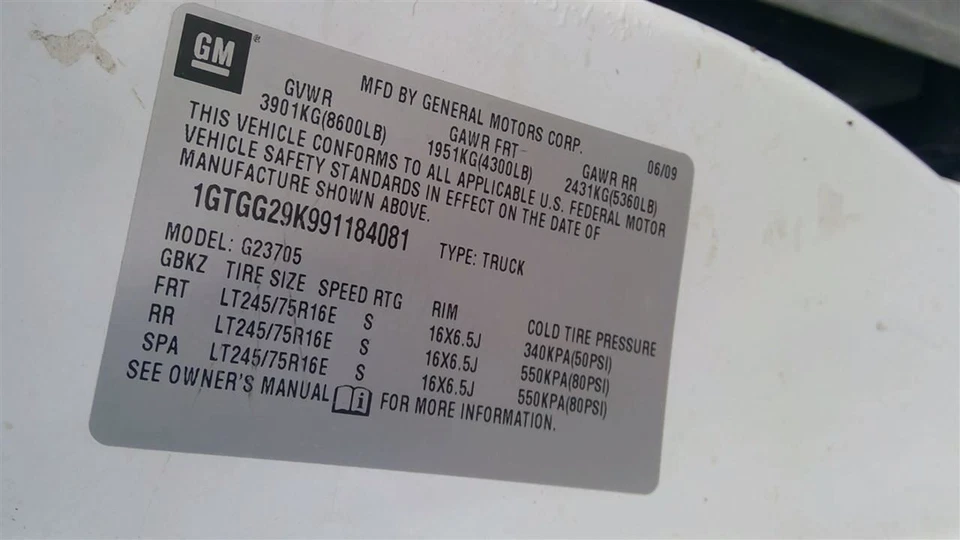 GM®
MFD BY GENERAL MOTORS CORP. 06/09
GVWR GAWR FRT GAWR RR
3901KG(8600LB) 1951KG(4300LB) 2431KG(5360LB)
THIS VEHICLE CONFORMS TO ALL APPLICABLE U.S. FEDERAL MOTOR
VEHICLE SAFETY STANDARDS IN EFFECT ON THE DATE OF
MANUFACTURE SHOWN ABOVE.
1GTGG29K991184081 TYPE: TRUCK
MODEL: G23705
GBKZ TIRE SIZE SPEED RTG RIM COLD TIRE PRESSURE
FRT LT245/75R16E S 16X6.5J 340KPA(50PSI)
RR LT245/75R16E S 16X6.5J 550KPA(80PSI)
SPA LT245/75R16E S 16X6.5J 550KPA(80PSI)
SEE OWNER'S MANUAL i FOR MORE INFORMATION.